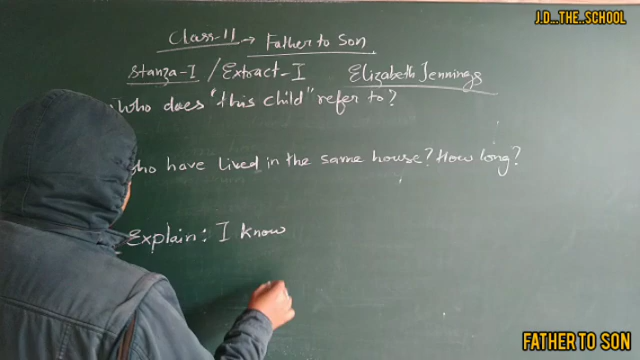 J.D...THE..SCHOOL
Class-11 → Father to Son
Stanza-I / Extract-I Elizabeth Jennings
Who does "this child" refer to?
who have lived in the same house? How long?
Explain: I know
FATHER TO SON